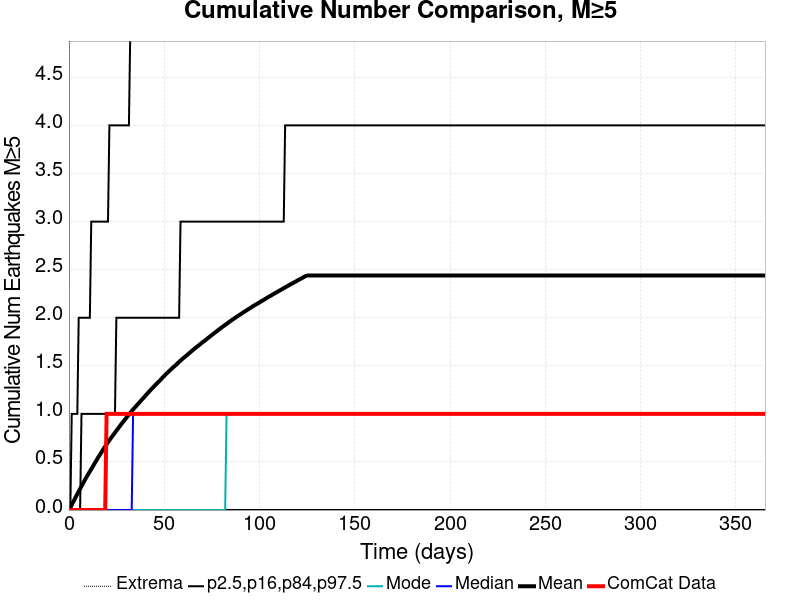 Cumulative Number Comparison, M≥5
Cumulative Num Earthquakes M≥5
4.5
4.0
3.5
3.0
2.5
2.0
1.5
1.0
0.5
0.0
0 50 100 150 200 250 300 350
Time (days)
Extrema p2.5,p16,p84,p97.5 Mode Median Mean ComCat Data